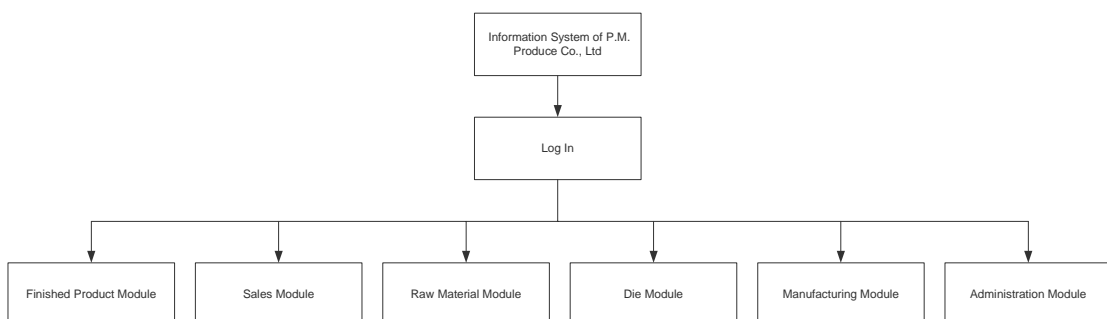 Information System of P.M.
Produce Co., Ltd
Log In
Finished Product Module
Sales Module
Raw Material Module
Die Module
Manufacturing Module
Administration Module